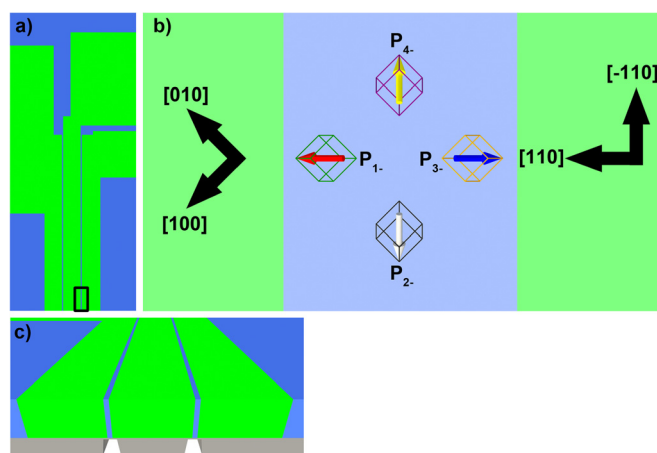 a)
b)
P4-
[-110]
[010]
P1-
P3-
[110]
[100]
P2-
c)